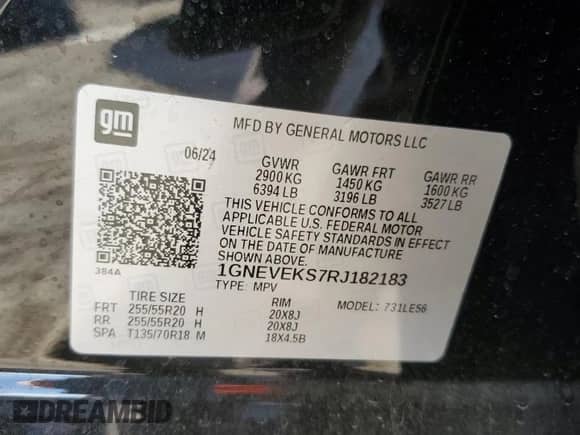 gm
MFD BY GENERAL MOTORS LLC
06/24 GVWR GAWR FRT GAWR RR
2900 KG 1450 KG 1600 KG
6394 LB 3196 LB 3527 LB
THIS VEHICLE CONFORMS TO ALL
APPLICABLE U.S. FEDERAL MOTOR
VEHICLE SAFETY STANDARDS IN EFFECT
ON THE DATE OF MANUFACTURE
SHOWN ABOVE.
384A 1GNEVEKS7RJ182183
TYPE: MPV MODEL: 731LES6
TIRE SIZE RIM
FRT 255/55R20 H 20X8J
RR 255/55R20 H 20X8J
SPA T135/70R18 M 18X4.5B
DREAMBID